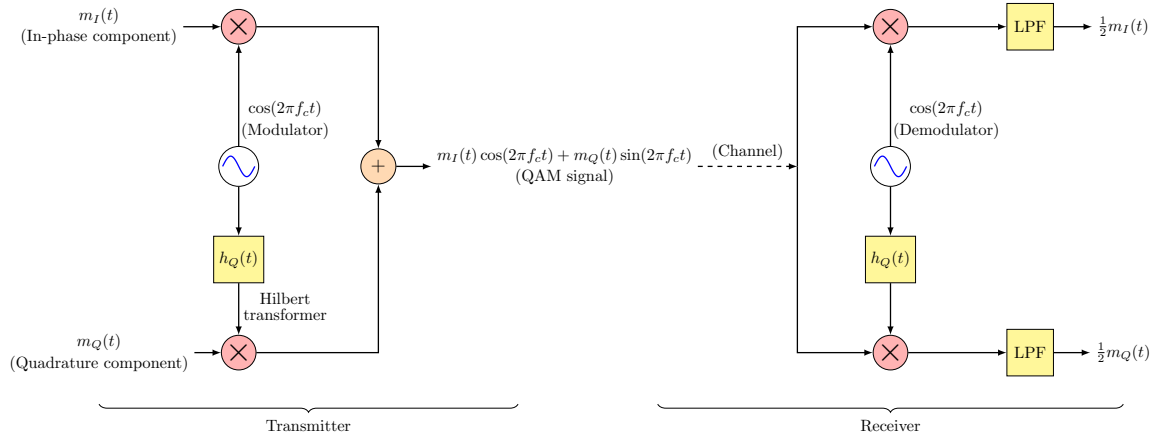 m_I(t)
(In-phase component)
cos(2πf_ct)
(Modulator)
h_Q(t)
Hilbert
transformer
m_Q(t)
(Quadrature component)
+
m_I(t) cos(2πf_ct) + m_Q(t) sin(2πf_ct)
(QAM signal)
(Channel)
cos(2πf_ct)
(Demodulator)
h_Q(t)
LPF
½m_I(t)
LPF
½m_Q(t)
Transmitter
Receiver